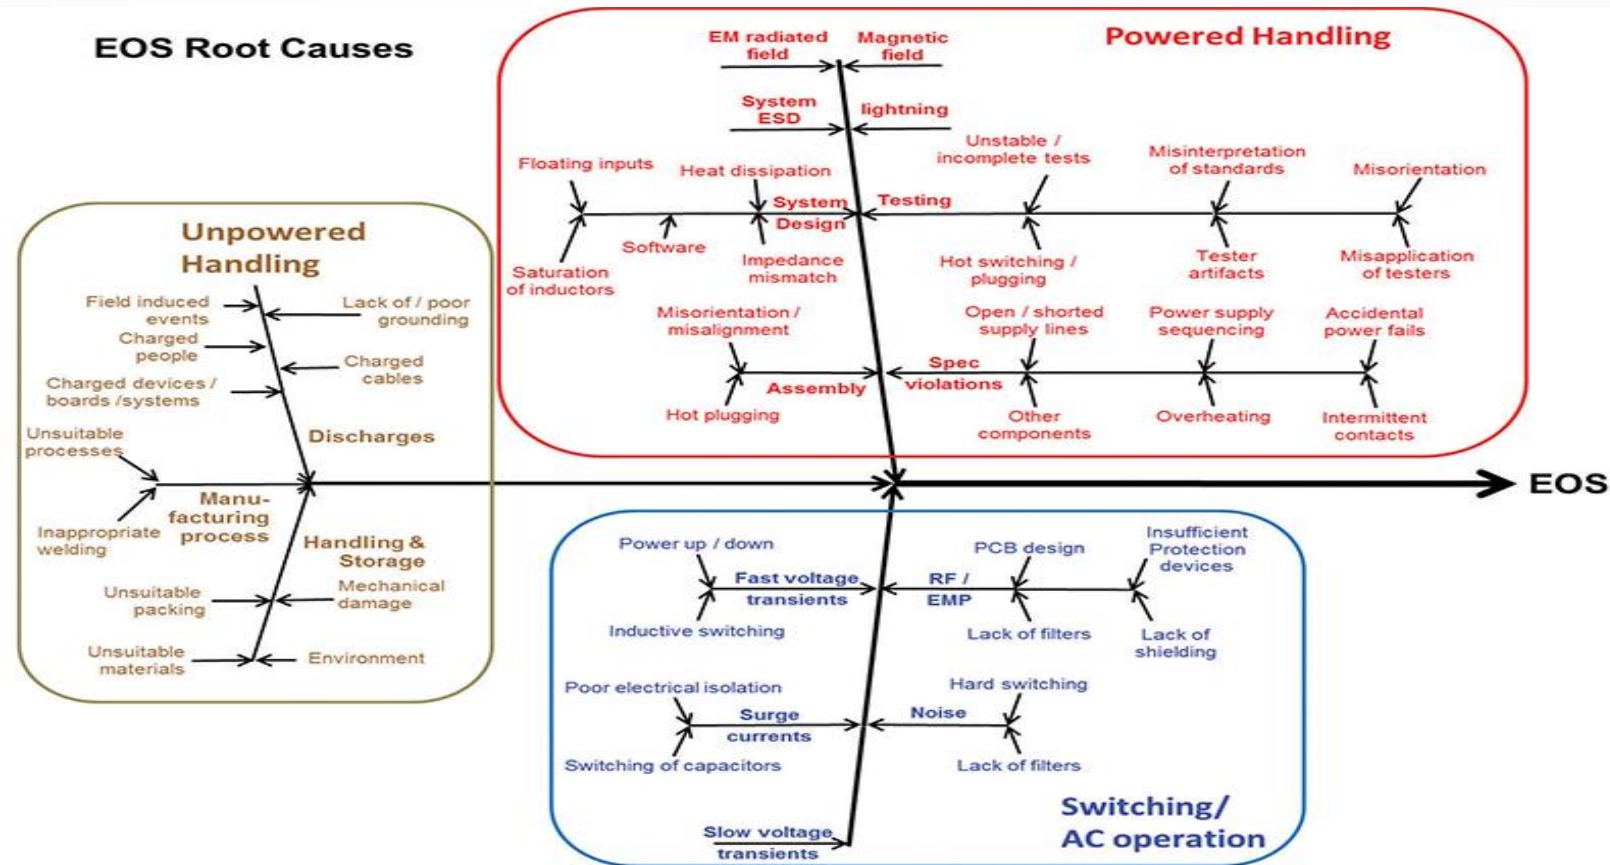 EOS Root Causes
Powered Handling
EM radiated
field
Magnetic
field
System
ESD
lightning
Floating inputs
Heat dissipation
Unstable /
incomplete tests
Misinterpretation
of standards
Misorientation
System
Design
Testing
Software
Saturation
of inductors
Impedance
mismatch
Hot switching /
plugging
Tester
artifacts
Misapplication
of testers
Misorientation /
misalignment
Open / shorted
supply lines
Power supply
sequencing
Accidental
power fails
Assembly
Spec
violations
Hot plugging
Other
components
Overheating
Intermittent
contacts
Unpowered
Handling
Field induced
events
Lack of / poor
grounding
Charged
people
Charged
cables
Charged devices /
boards /systems
Discharges
Unsuitable
processes
Manu-
facturing
process
Inappropriate
welding
Handling &
Storage
Unsuitable
packing
Mechanical
damage
Unsuitable
materials
Environment
EOS
Power up / down
PCB design
Insufficient
Protection
devices
Fast voltage
transients
RF /
EMP
Inductive switching
Lack of filters
Lack of
shielding
Poor electrical isolation
Hard switching
Surge
currents
Noise
Switching of capacitors
Lack of filters
Slow voltage
transients
Switching/
AC operation